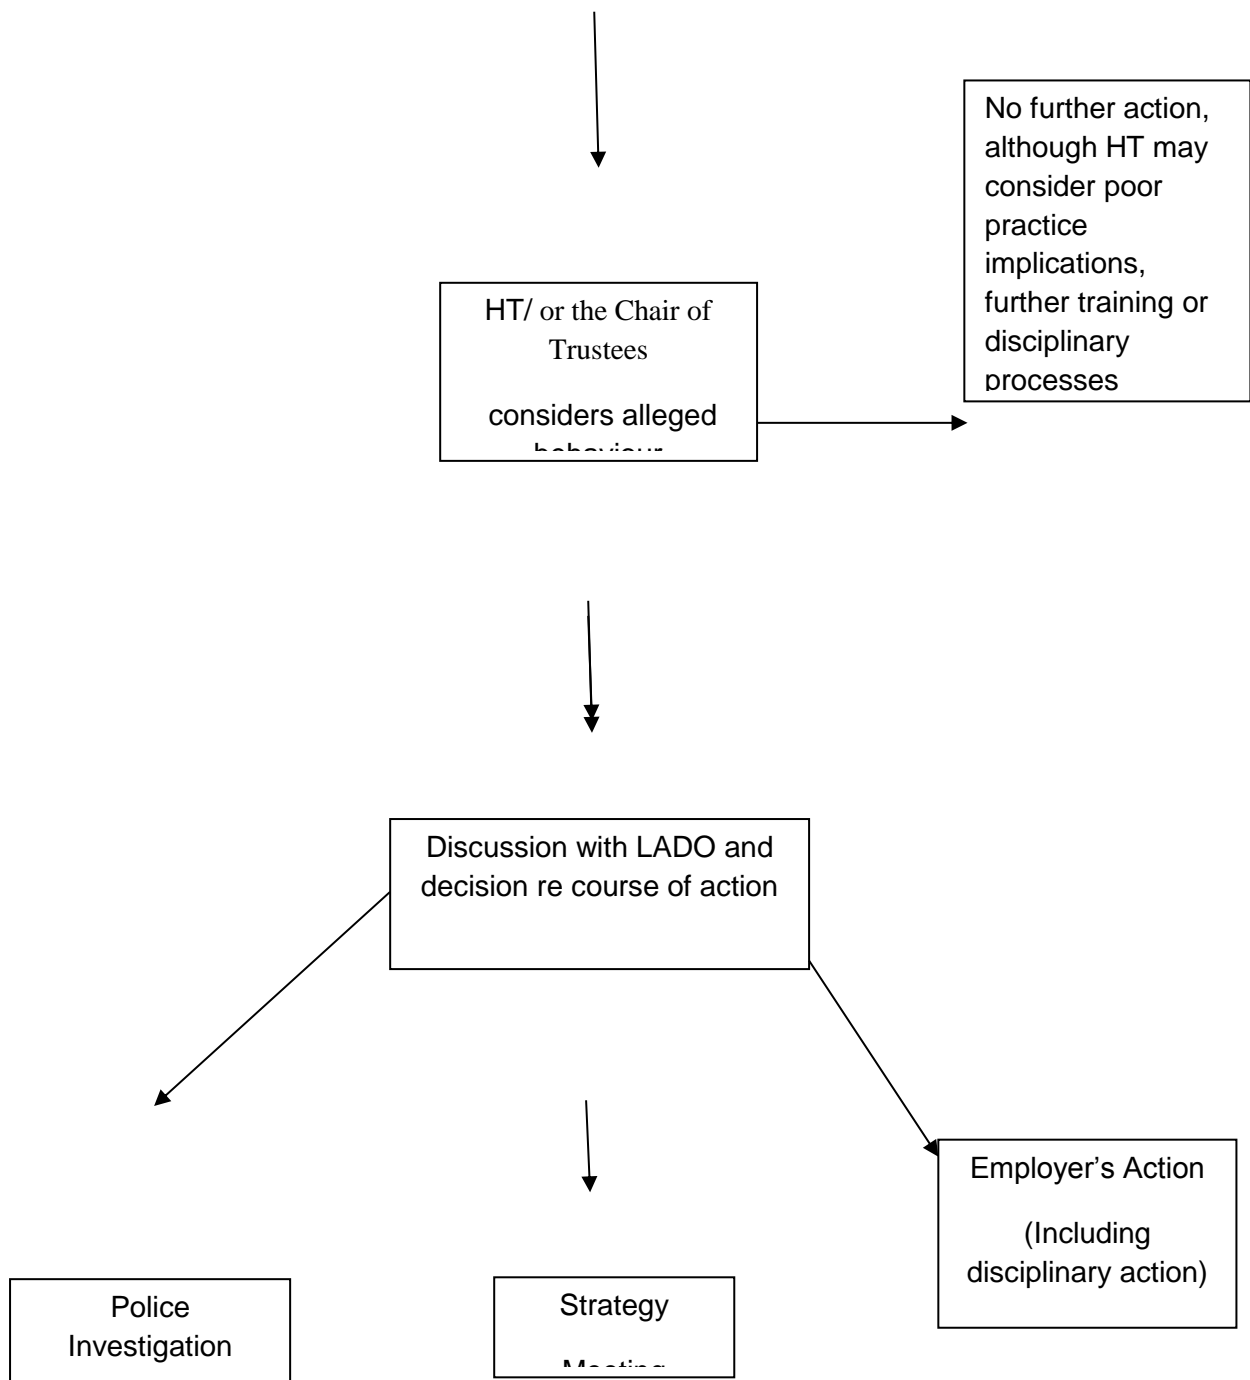 No further action,
although HT may
consider poor
practice
implications,
further training or
disciplinary
processes
HT/ or the Chair of
Trustees
considers alleged
behaviour
Discussion with LADO and
decision re course of action
Employer’s Action
(Including
disciplinary action)
Police
Investigation
Strategy
Meeting